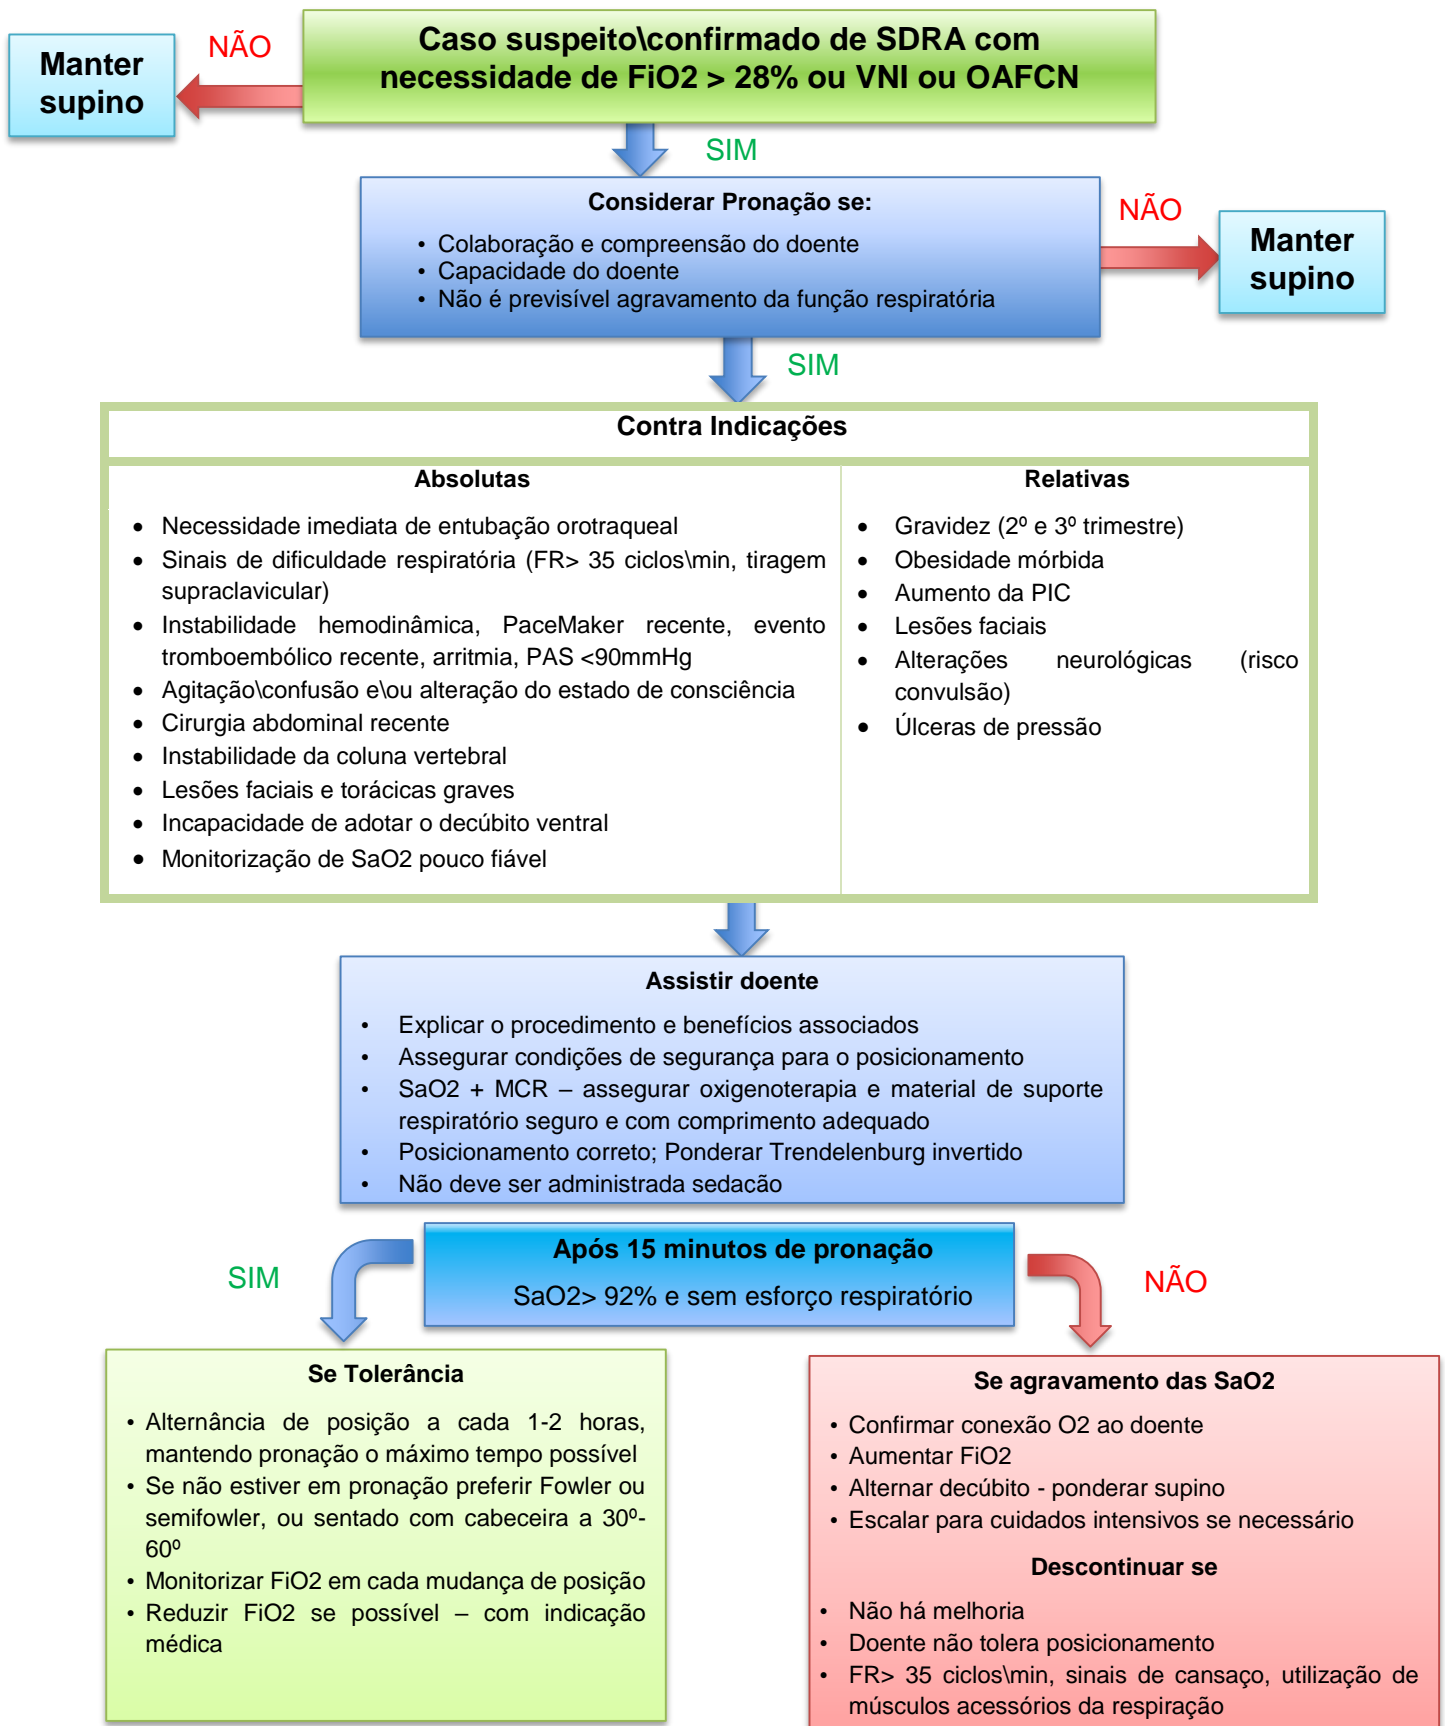 Caso suspeito\confirmado de SDRA com
necessidade de FiO2 > 28% ou VNI ou OAFCN
NÃO
Manter
supino
SIM
Considerar Pronação se:
• Colaboração e compreensão do doente
• Capacidade do doente
• Não é previsível agravamento da função respiratória
NÃO
Manter
supino
SIM
Contra Indicações
Absolutas
• Necessidade imediata de entubação orotraqueal
• Sinais de dificuldade respiratória (FR> 35 ciclos\min, tiragem
supraclavicular)
• Instabilidade hemodinâmica, PaceMaker recente, evento
tromboembólico recente, arritmia, PAS <90mmHg
• Agitação\confusão e\ou alteração do estado de consciência
• Cirurgia abdominal recente
• Instabilidade da coluna vertebral
• Lesões faciais e torácicas graves
• Incapacidade de adotar o decúbito ventral
• Monitorização de SaO2 pouco fiável
Relativas
• Gravidez (2º e 3º trimestre)
• Obesidade mórbida
• Aumento da PIC
• Lesões faciais
• Alterações neurológicas (risco
convulsão)
• Úlceras de pressão
Assistir doente
• Explicar o procedimento e benefícios associados
• Assegurar condições de segurança para o posicionamento
• SaO2 + MCR – assegurar oxigenoterapia e material de suporte
respiratório seguro e com comprimento adequado
• Posicionamento correto; Ponderar Trendelenburg invertido
• Não deve ser administrada sedacão
Após 15 minutos de pronação
SaO2> 92% e sem esforço respiratório
SIM
NÃO
Se Tolerância
• Alternância de posição a cada 1-2 horas,
mantendo pronação o máximo tempo possível
• Se não estiver em pronação preferir Fowler ou
semifowler, ou sentado com cabeceira a 30º-
60º
• Monitorizar FiO2 em cada mudança de posição
• Reduzir FiO2 se possível – com indicação
médica
Se agravamento das SaO2
• Confirmar conexão O2 ao doente
• Aumentar FiO2
• Alternar decúbito - ponderar supino
• Escalar para cuidados intensivos se necessário
Descontinuar se
• Não há melhoria
• Doente não tolera posicionamento
• FR> 35 ciclos\min, sinais de cansaço, utilização de
músculos acessórios da respiração